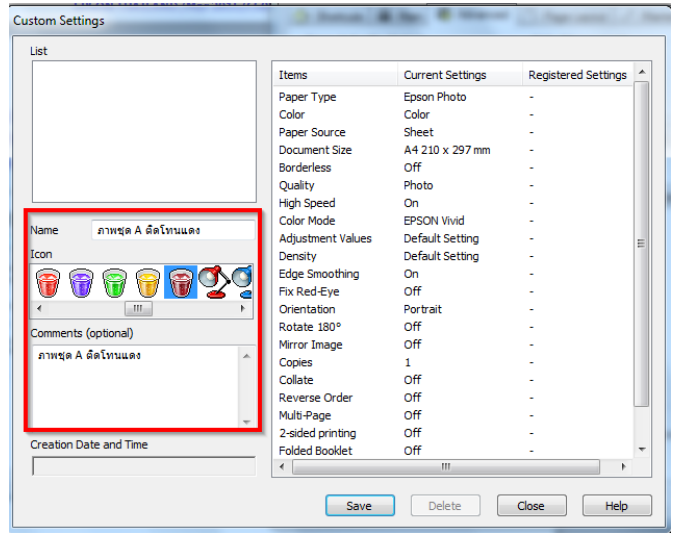 Custom Settings
List
Items Current Settings Registered Settings
Paper Type Epson Photo -
Color Color -
Paper Source Sheet -
Document Size A4 210 x 297 mm -
Borderless Off -
Quality Photo -
High Speed On -
Color Mode EPSON Vivid -
Adjustment Values Default Setting -
Density Default Setting -
Edge Smoothing On -
Fix Red-Eye Off -
Orientation Portrait -
Rotate 180° Off -
Mirror Image Off -
Copies 1 -
Collate Off -
Reverse Order Off -
Multi-Page Off -
2-sided printing Off -
Folded Booklet Off -
Name ภาพชุด A ติดโทนแดง
Icon
Comments (optional)
ภาพชุด A ติดโทนแดง
Creation Date and Time
Save Delete Close Help